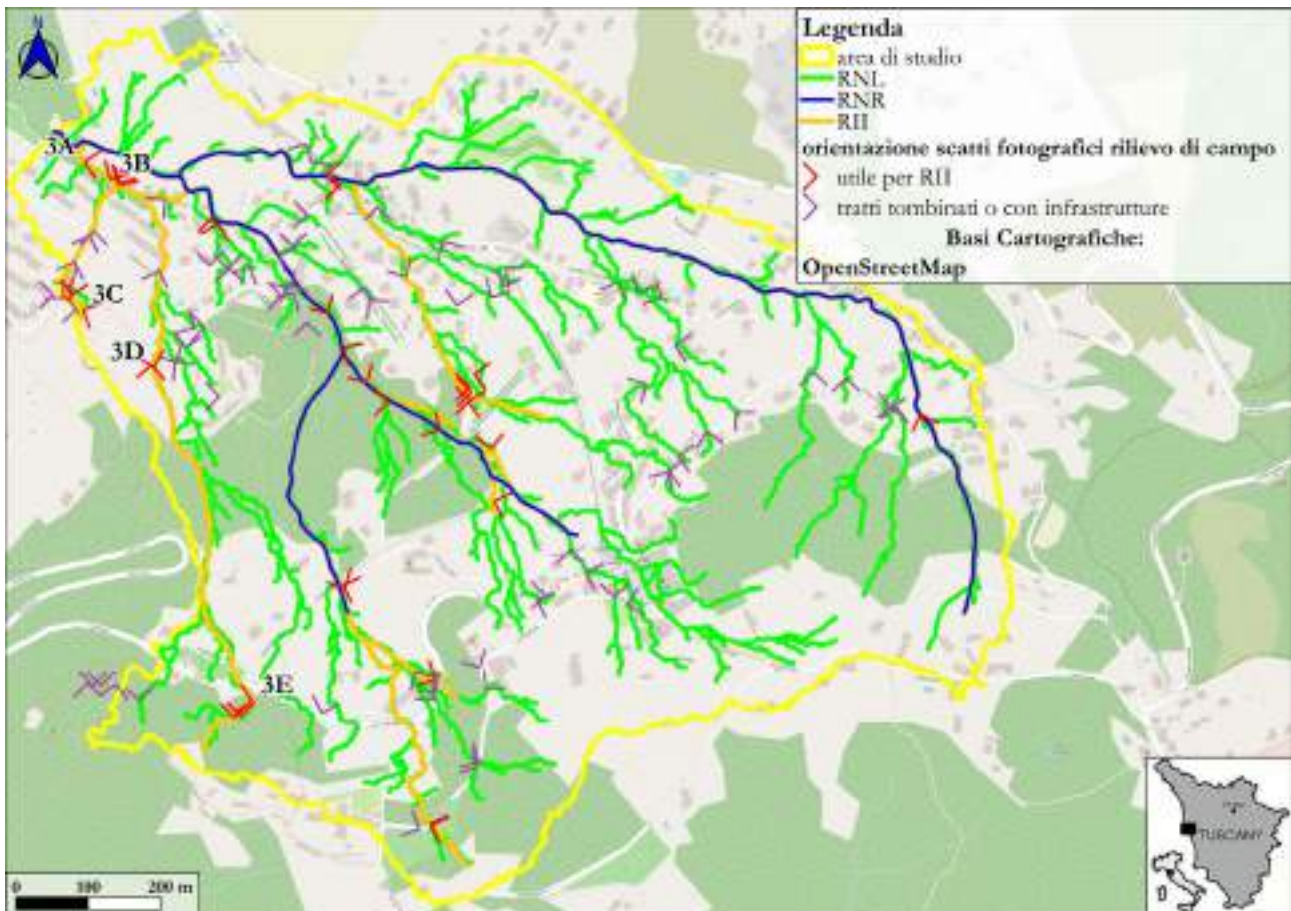 N
Legenda
area di studio
RNL
RNR
RII
orientazione scatti fotografici rilievo di campo
utile per RII
tratti tombinati o con infrastrutture
Basi Cartografiche:
OpenStreetMap
3A
3B
3C
3D
3E
TUSCANY
0 100 200 m